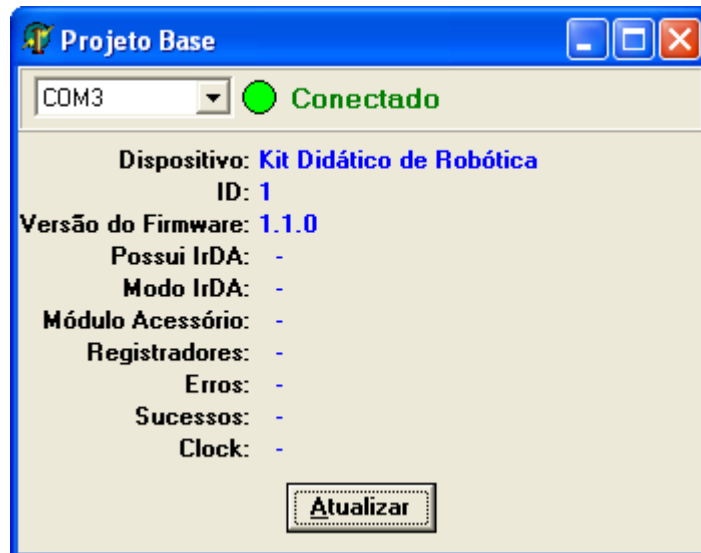 Projeto Base
COM3 Conectado
Dispositivo: Kit Didático de Robótica
ID: 1
Versão do Firmware: 1.1.0
Possui IrDA: -
Modo IrDA: -
Módulo Acessório: -
Registradores: -
Erros: -
Sucessos: -
Clock: -
Atualizar